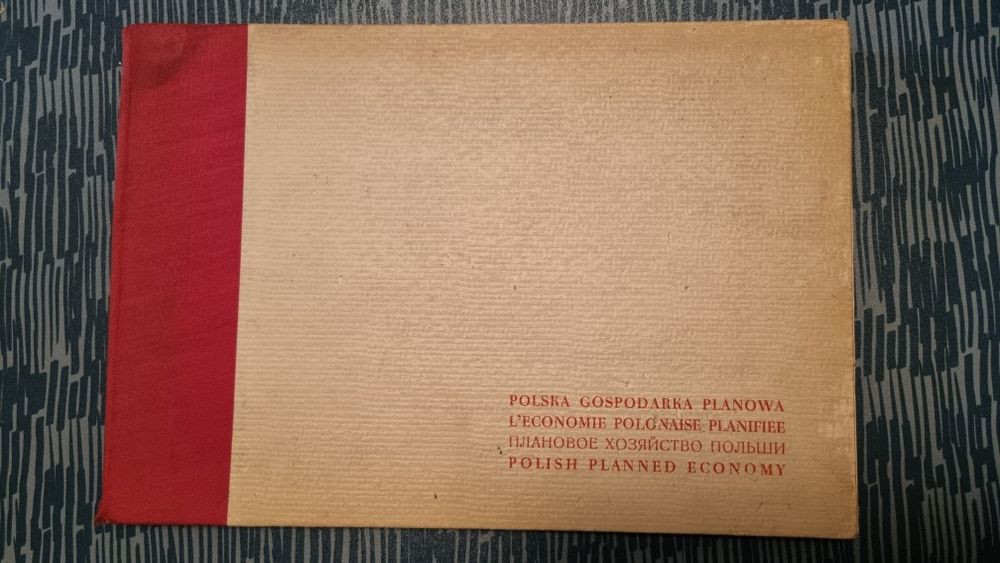 POLSKA GOSPODARKA PLANOWA
L'ECONOMIE POLONAISE PLANIFIEE
ПЛАНОВОЕ ХОЗЯЙСТВО ПОЛЬШИ
POLISH PLANNED ECONOMY